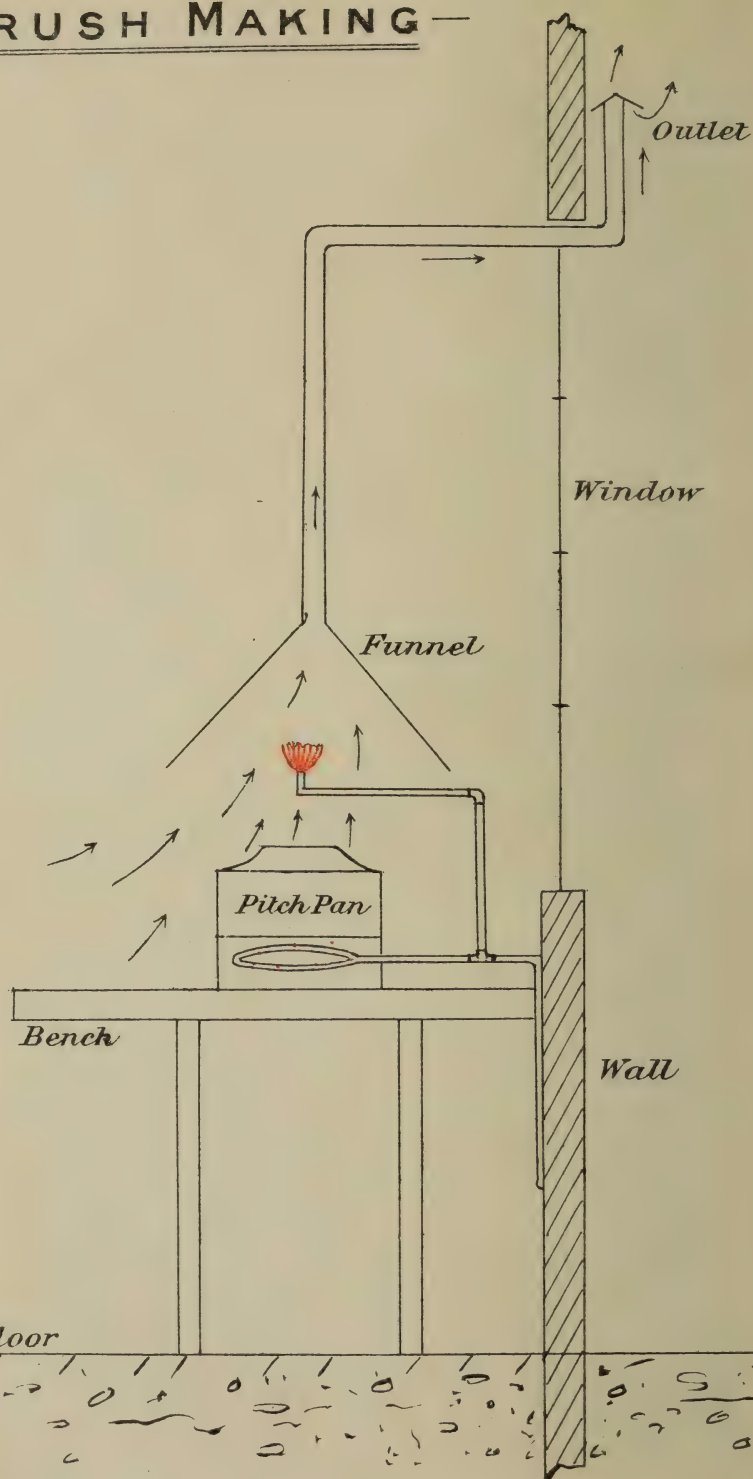 RUSH MAKING—
Outlet
Window
Funnel
Pitch Pan
Bench
Wall
loor